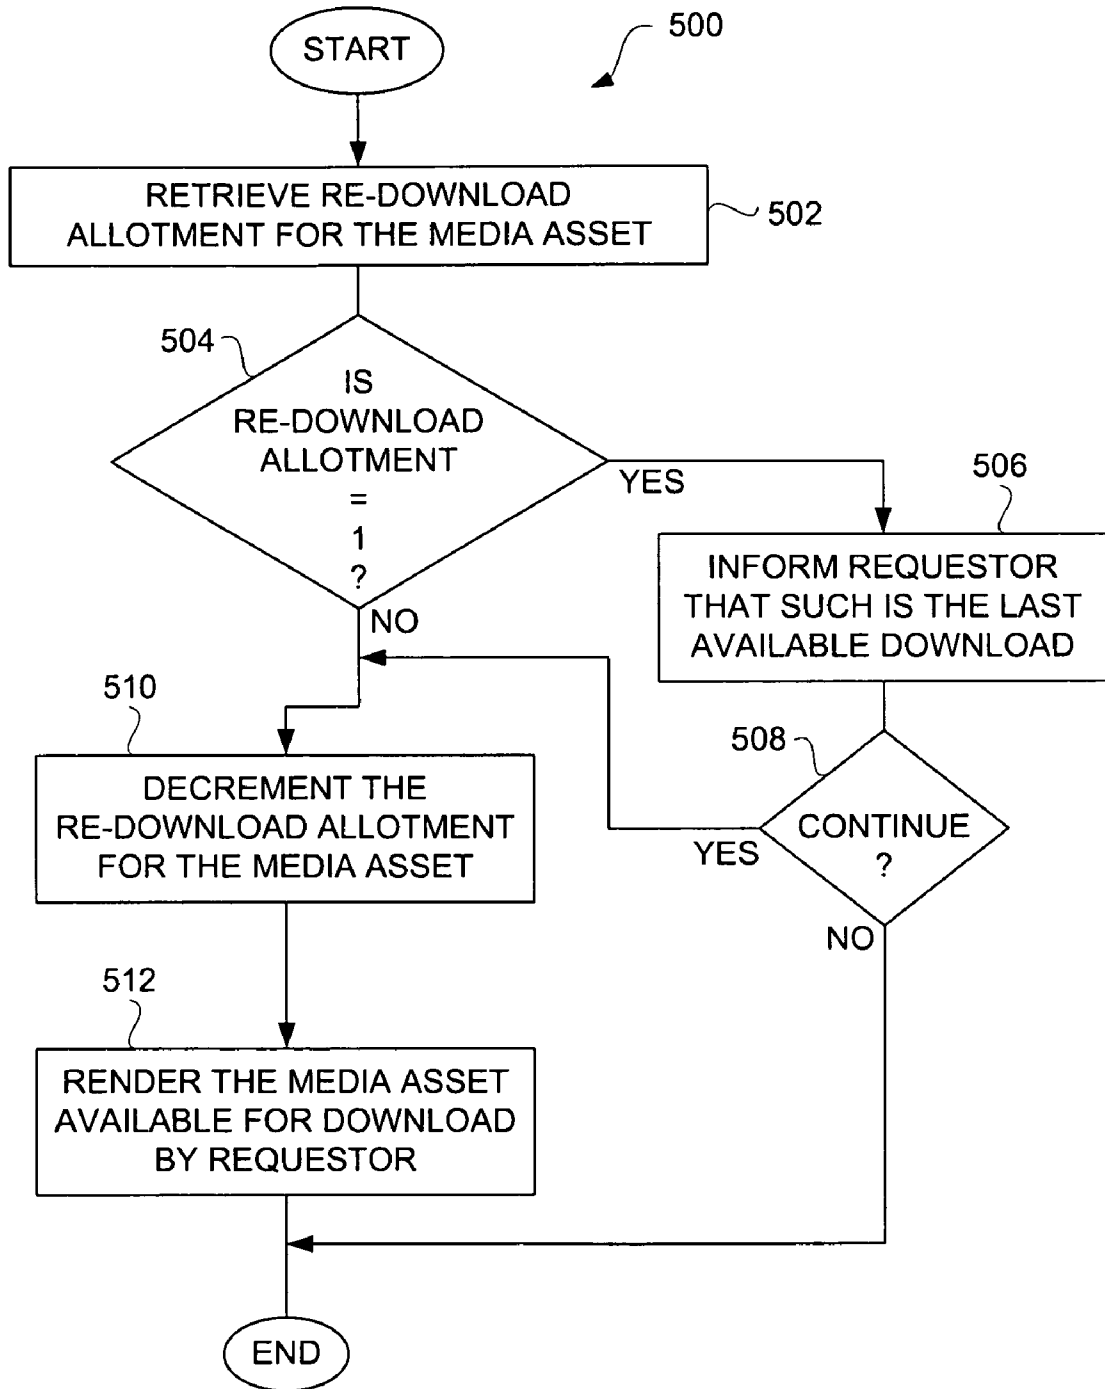 START
500
RETRIEVE RE-DOWNLOAD
ALLOTMENT FOR THE MEDIA ASSET
502
504
IS
RE-DOWNLOAD
ALLOTMENT
=
1
?
YES
NO
506
INFORM REQUESTOR
THAT SUCH IS THE LAST
AVAILABLE DOWNLOAD
508
CONTINUE
?
YES
NO
510
DECREMENT THE
RE-DOWNLOAD ALLOTMENT
FOR THE MEDIA ASSET
512
RENDER THE MEDIA ASSET
AVAILABLE FOR DOWNLOAD
BY REQUESTOR
END